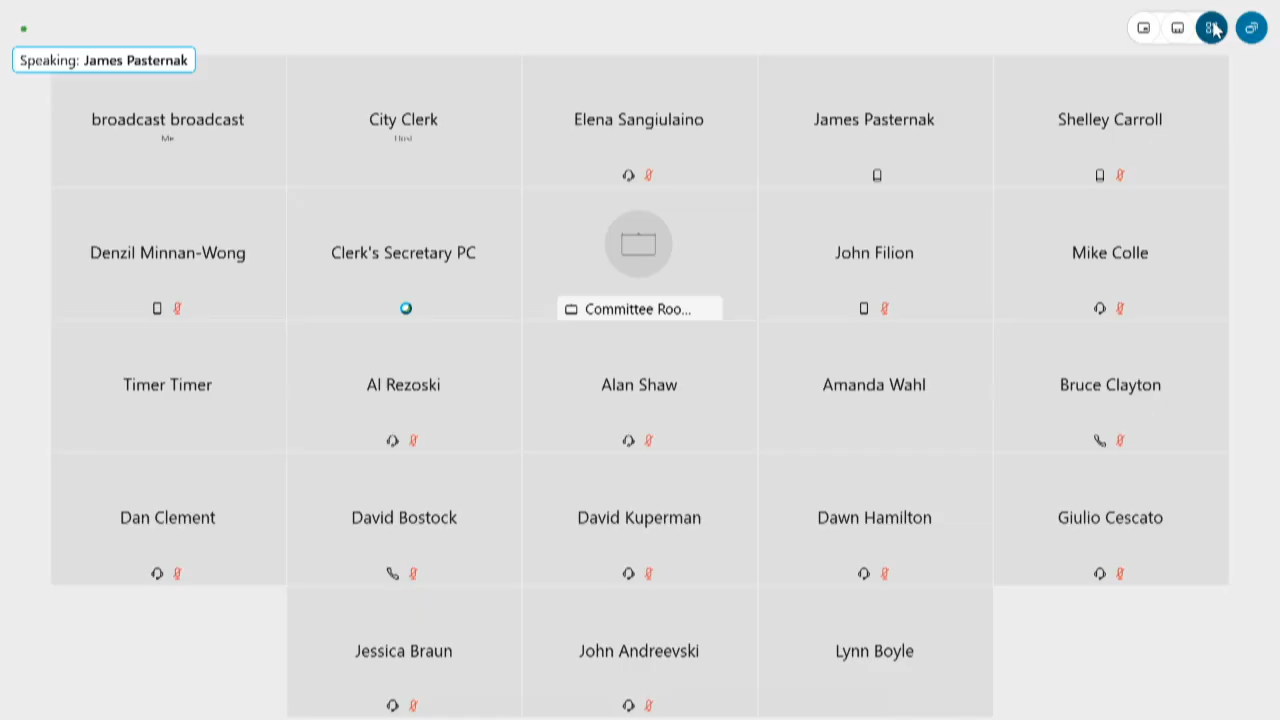 Speaking: James Pasternak
broadcast broadcast
Me
City Clerk
Host
Elena Sangiulaino
James Pasternak
Shelley Carroll
Denzil Minnan-Wong
Clerk's Secretary PC
Committee Roo...
John Filion
Mike Colle
Timer Timer
Al Rezoski
Alan Shaw
Amanda Wahl
Bruce Clayton
Dan Clement
David Bostock
David Kuperman
Dawn Hamilton
Giulio Cescato
Jessica Braun
John Andreevski
Lynn Boyle